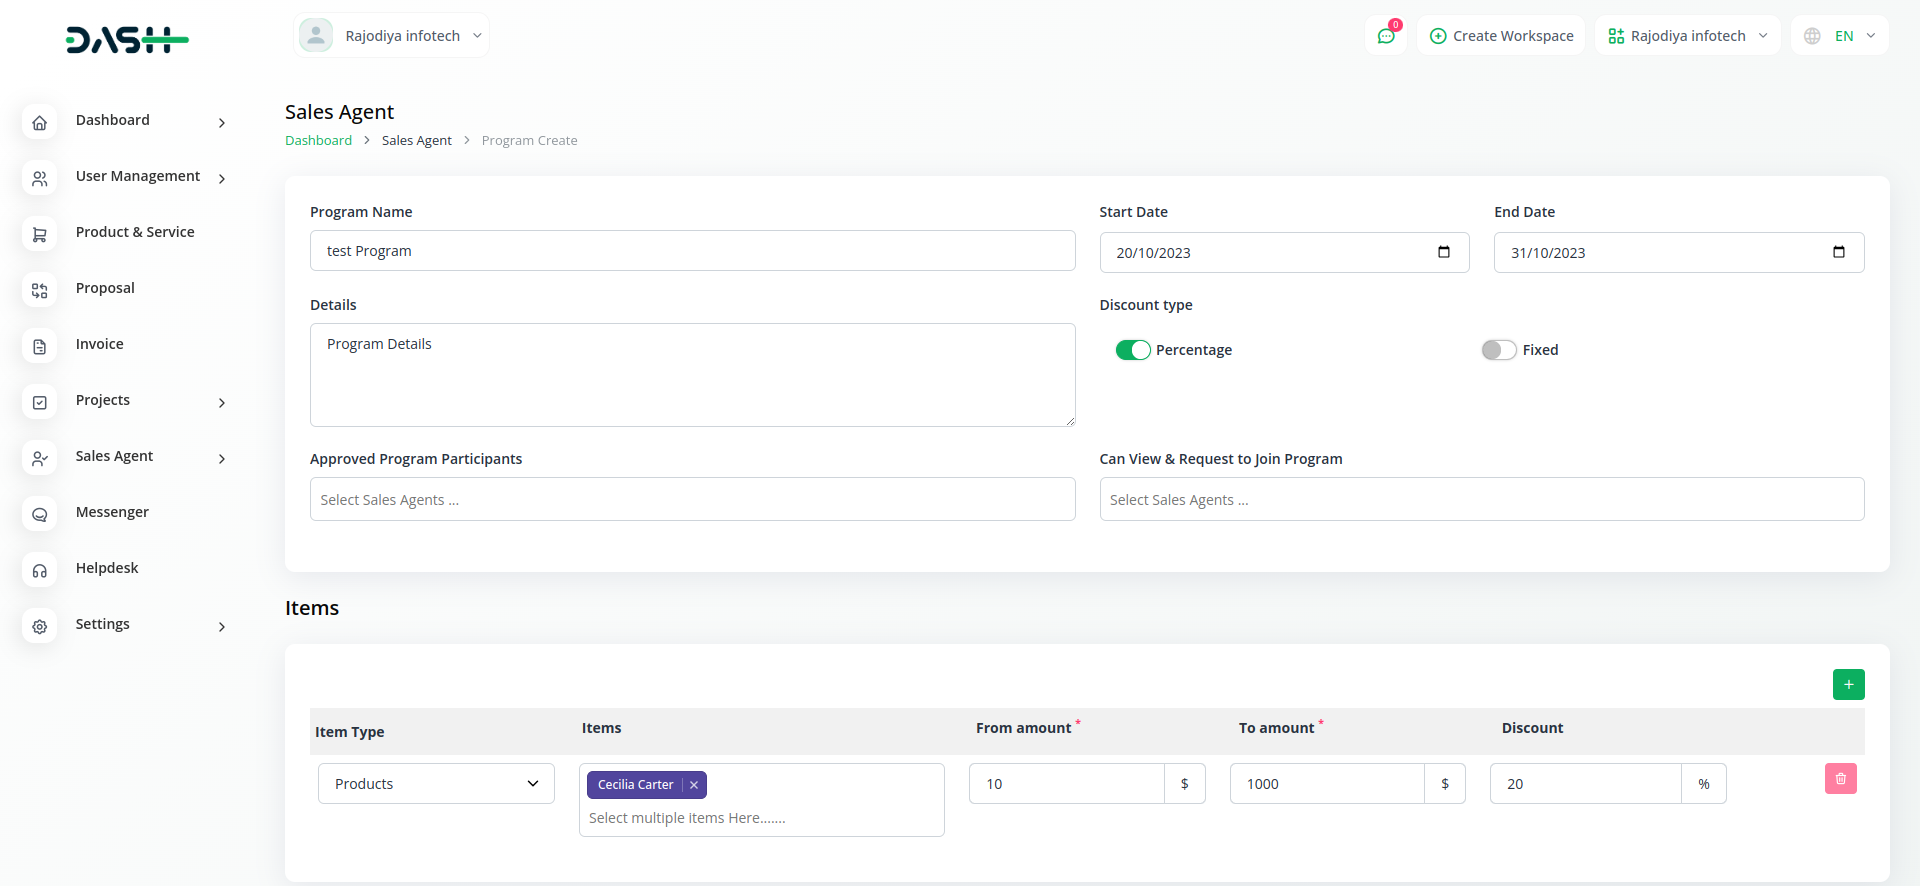 DASH
Rajodiya infotech
0
Create Workspace
Rajodiya infotech
EN
Dashboard
User Management
Product & Service
Proposal
Invoice
Projects
Sales Agent
Messenger
Helpdesk
Settings
Sales Agent
Dashboard > Sales Agent > Program Create
Program Name
test Program
Start Date
20/10/2023
End Date
31/10/2023
Details
Program Details
Discount type
Percentage
Fixed
Approved Program Participants
Select Sales Agents ...
Can View & Request to Join Program
Select Sales Agents ...
Items
+
Item Type Items From amount * To amount * Discount
Products
Cecilia Carter ×
Select multiple items Here.......
10 $
1000 $
20 %